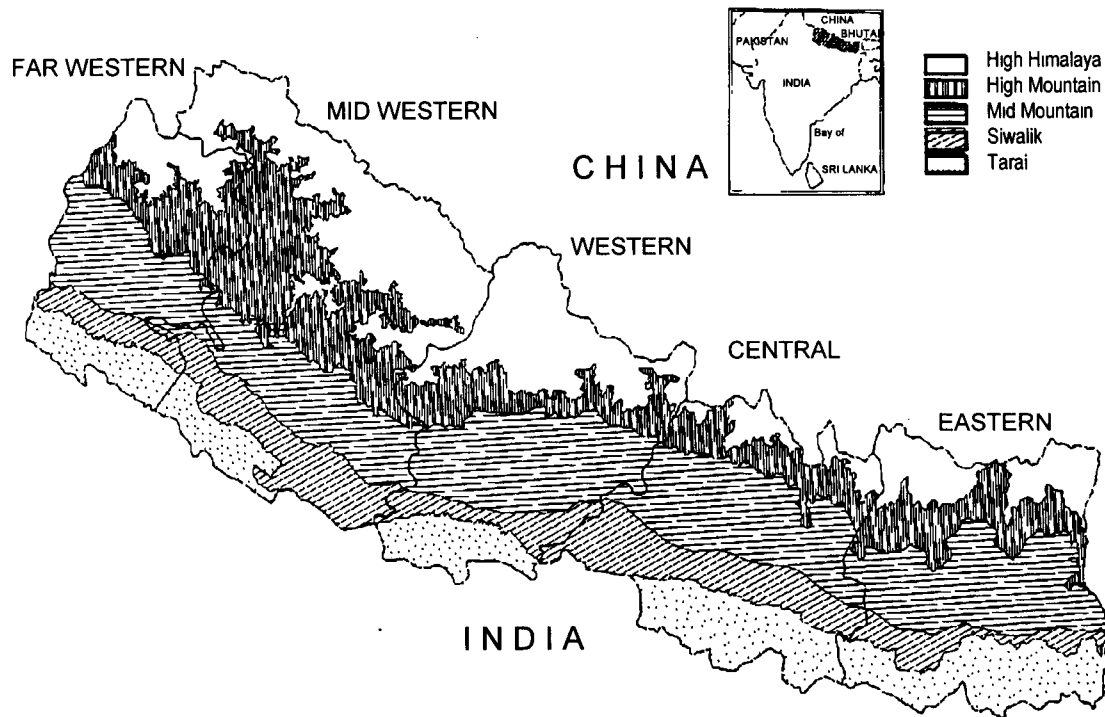 FAR WESTERN
MID WESTERN
CHINA
WESTERN
CENTRAL
EASTERN
INDIA
CHINA
BHUTAN
PAKISTAN
INDIA
Bay of
SRI LANKA
High Himalaya
High Mountain
Mid Mountain
Siwalik
Tarai